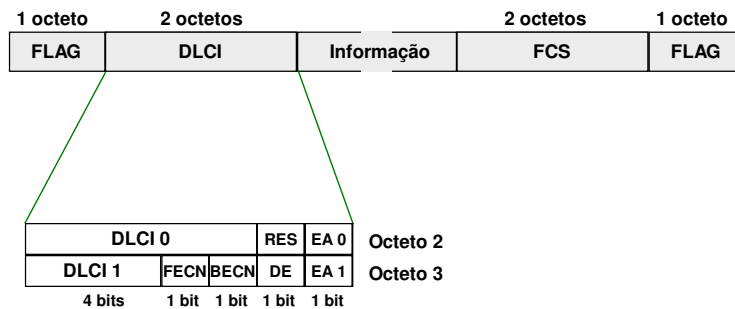 1 octeto 2 octetos 2 octetos 1 octeto
FLAG DLCI Informação FCS FLAG
DLCI 0 RES EA 0 Octeto 2
DLCI 1 FECN BECN DE EA 1 Octeto 3
4 bits 1 bit 1 bit 1 bit 1 bit